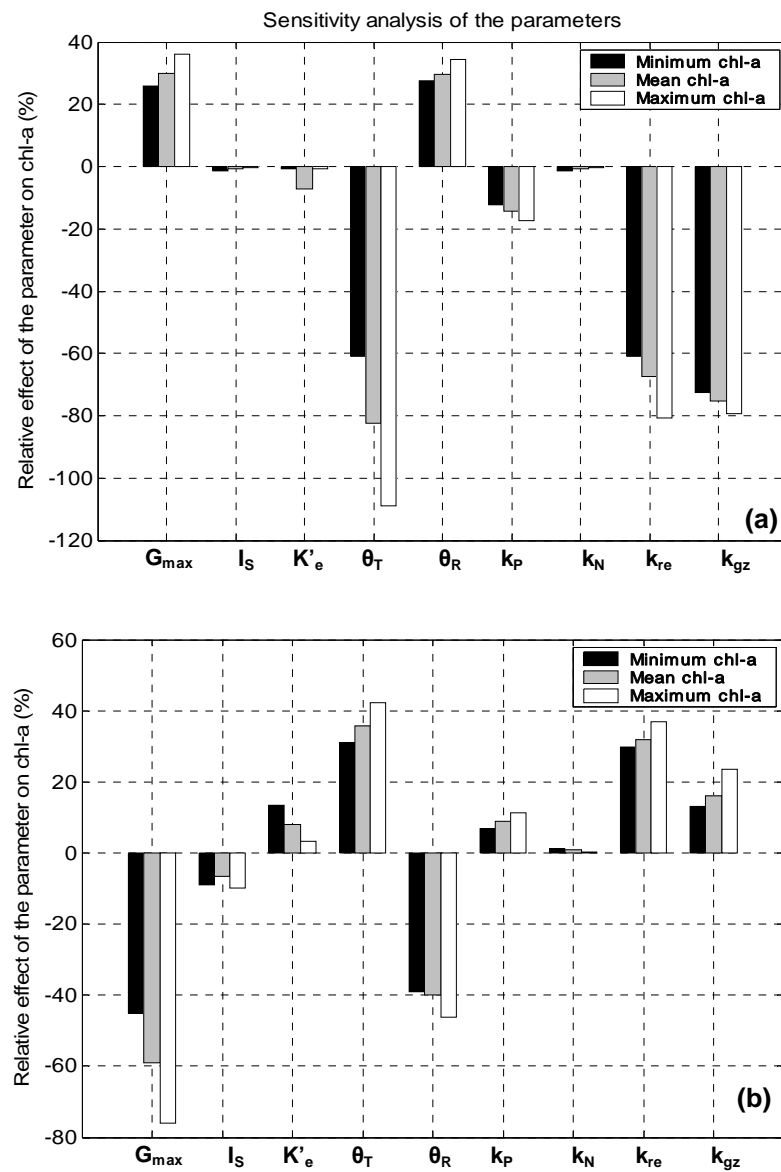 Sensitivity analysis of the parameters
Relative effect of the parameter on chl-a (%)
40
20
0
-20
-40
-60
-80
-100
-120
Minimum chl-a
Mean chl-a
Maximum chl-a
(a)
Gmax IS K'e θT θR kP kN kre kgz
Relative effect of the parameter on chl-a (%)
60
40
20
0
-20
-40
-60
-80
Minimum chl-a
Mean chl-a
Maximum chl-a
(b)
Gmax IS K'e θT θR kP kN kre kgz